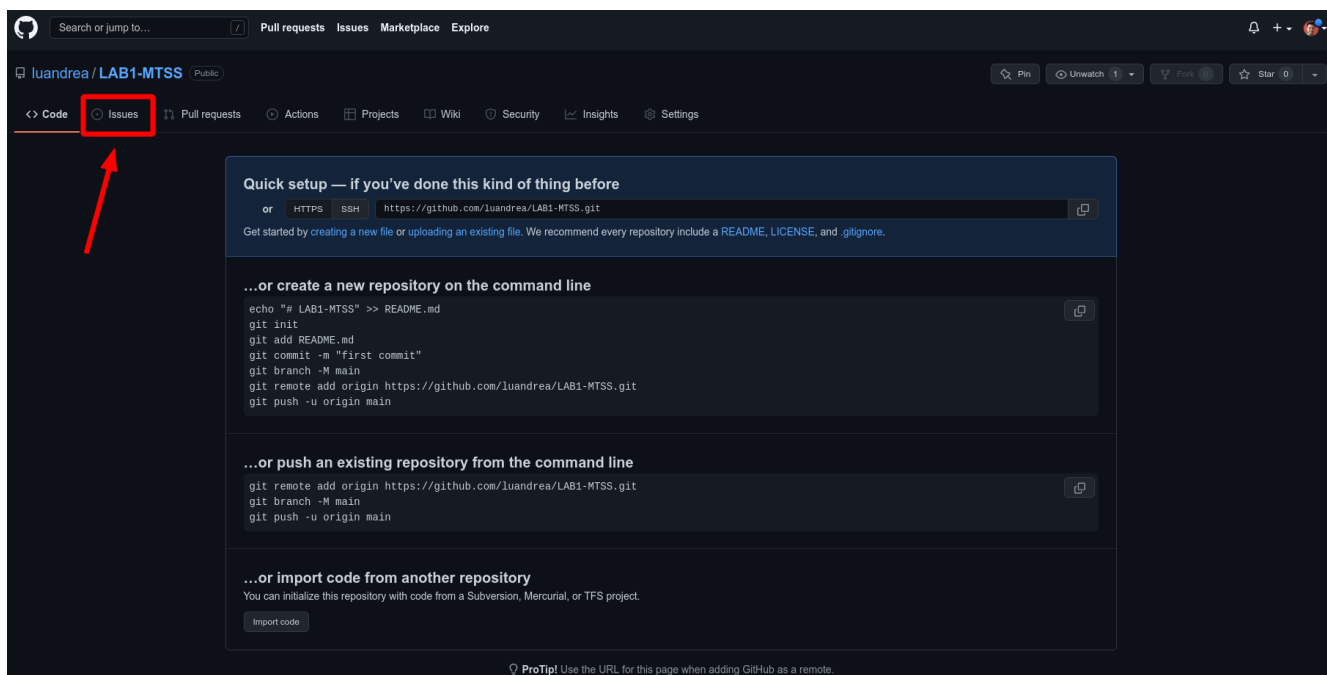 Search or jump to... / Pull requests Issues Marketplace Explore
luandrea / LAB1-MTSS Public
Pin Unwatch 1 Fork 0 Star 0
<> Code Issues Pull requests Actions Projects Wiki Security Insights Settings
Quick setup — if you’ve done this kind of thing before
or HTTPS SSH https://github.com/luandrea/LAB1-MTSS.git
Get started by creating a new file or uploading an existing file. We recommend every repository include a README, LICENSE, and .gitignore.
…or create a new repository on the command line
echo "# LAB1-MTSS" >> README.md
git init
git add README.md
git commit -m "first commit"
git branch -M main
git remote add origin https://github.com/luandrea/LAB1-MTSS.git
git push -u origin main
…or push an existing repository from the command line
git remote add origin https://github.com/luandrea/LAB1-MTSS.git
git branch -M main
git push -u origin main
…or import code from another repository
You can initialize this repository with code from a Subversion, Mercurial, or TFS project.
Import code
ProTip! Use the URL for this page when adding GitHub as a remote.